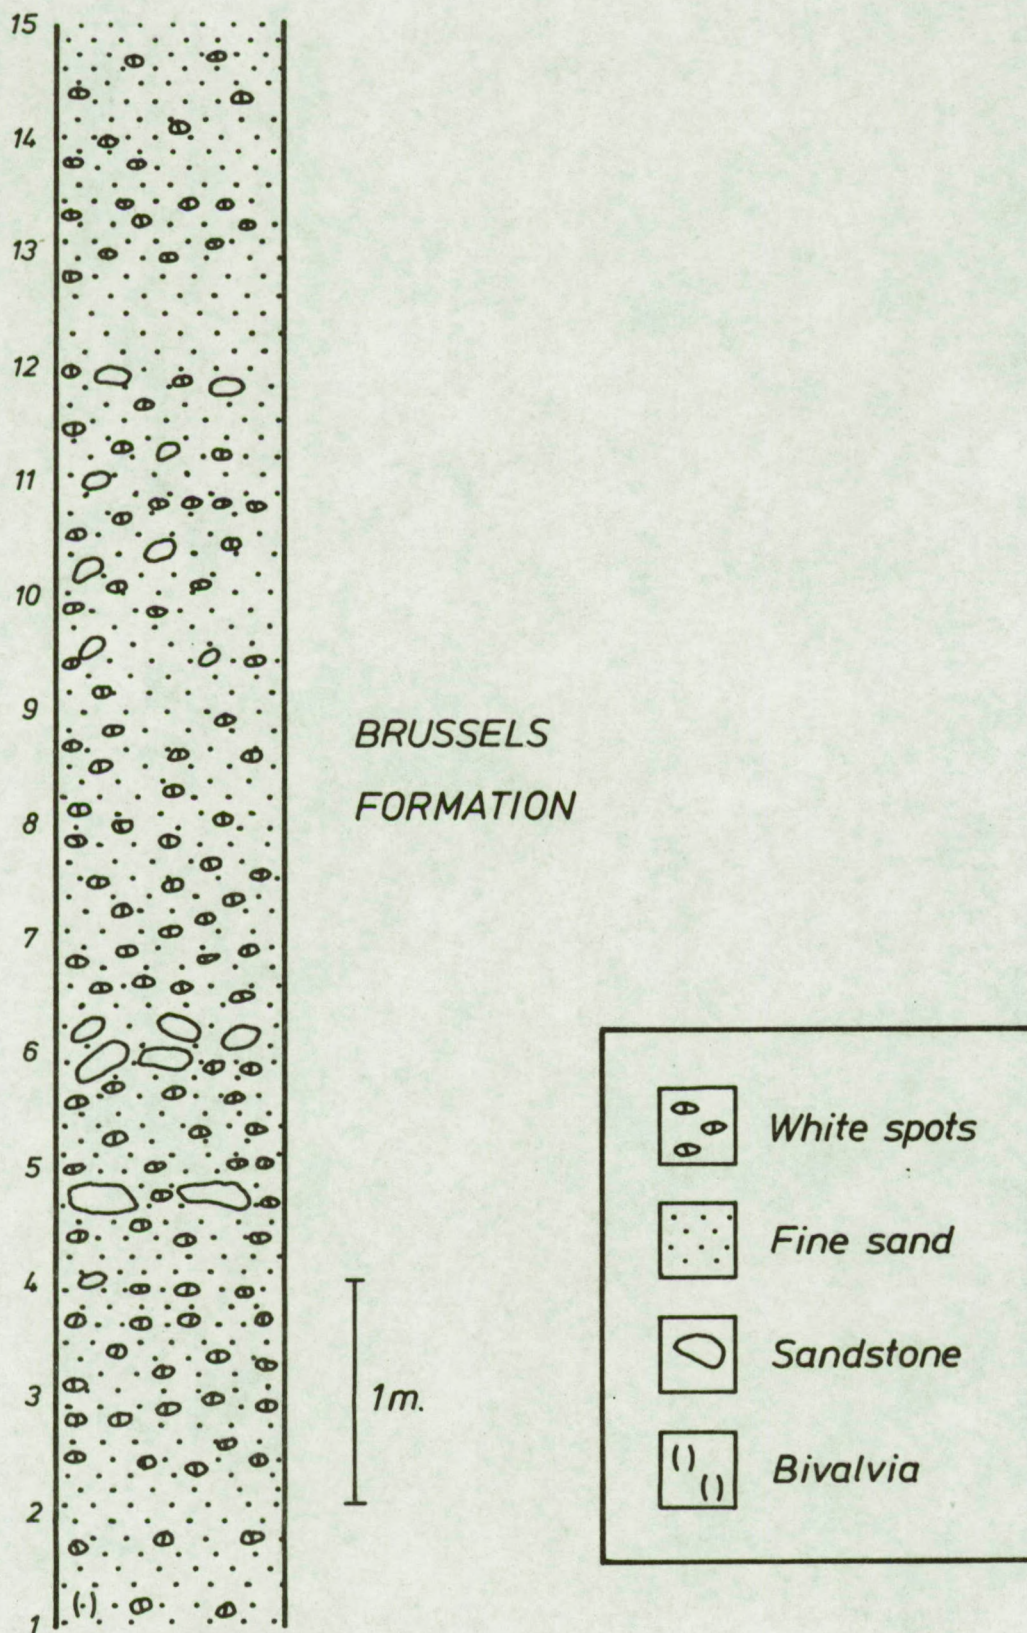 15
14
13
12
11
10
9
8
7
6
5
4
3
2
1
BRUSSELS
FORMATION
1m.
White spots
Fine sand
Sandstone
Bivalvia